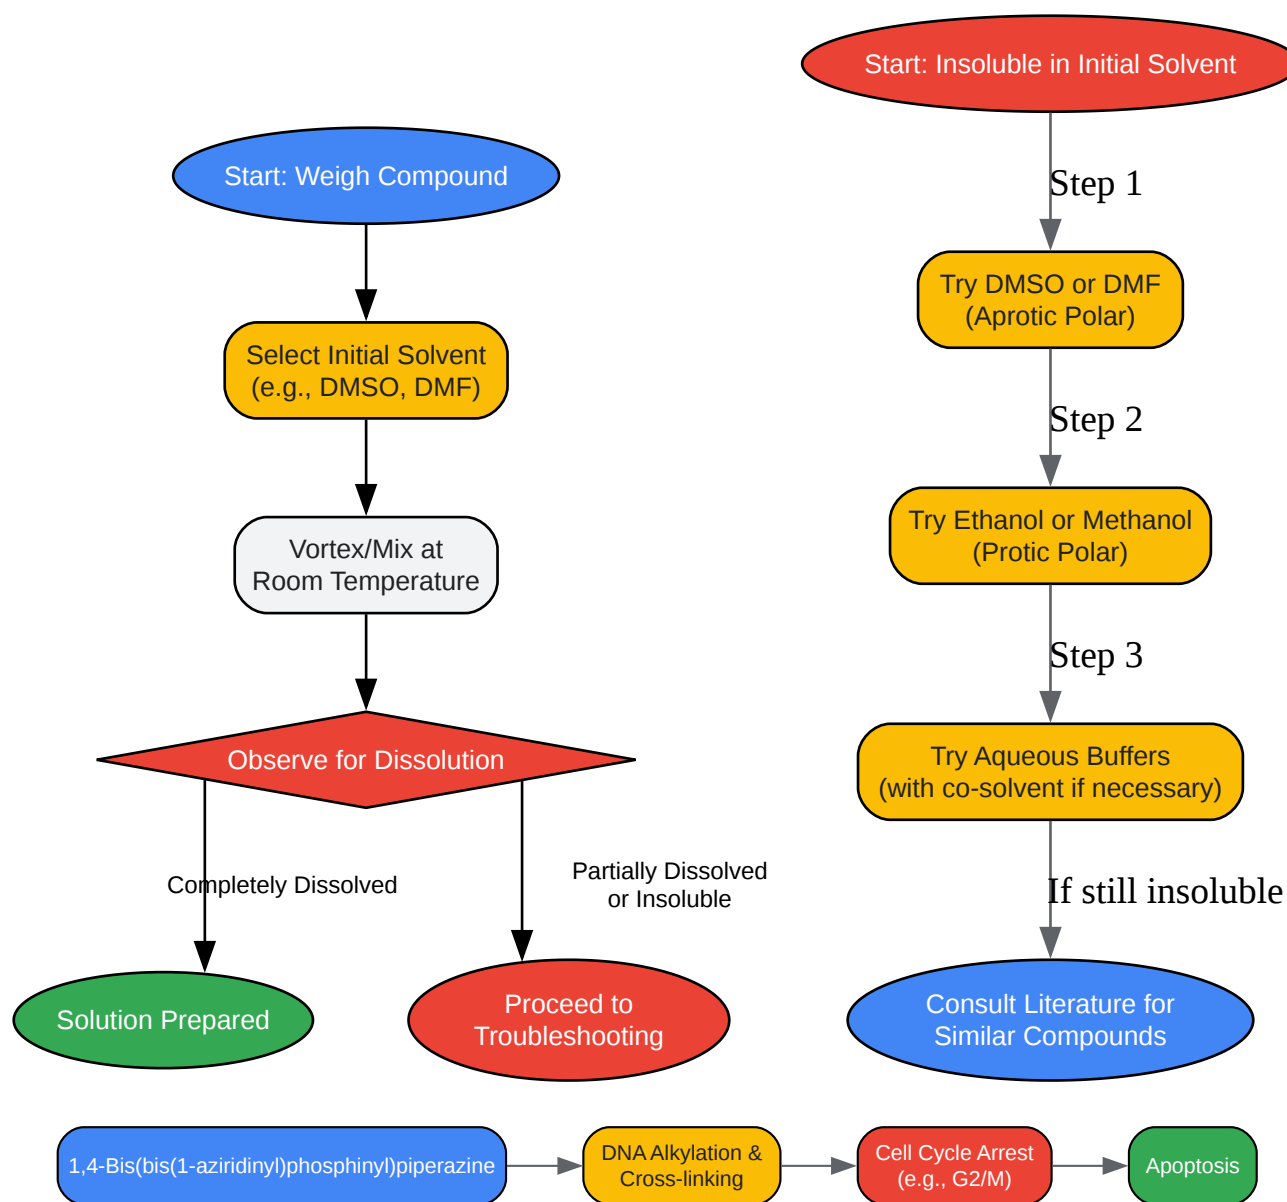 Start: Weigh Compound
Select Initial Solvent
(e.g., DMSO, DMF)
Vortex/Mix at
Room Temperature
Observe for Dissolution
Completely Dissolved
Partially Dissolved
or Insoluble
Solution Prepared
Proceed to
Troubleshooting
Start: Insoluble in Initial Solvent
Step 1
Try DMSO or DMF
(Aprotic Polar)
Step 2
Try Ethanol or Methanol
(Protic Polar)
Step 3
Try Aqueous Buffers
(with co-solvent if necessary)
If still insoluble
Consult Literature for
Similar Compounds
1,4-Bis(bis(1-aziridinyl)phosphinyl)piperazine
DNA Alkylation &
Cross-linking
Cell Cycle Arrest
(e.g., G2/M)
Apoptosis